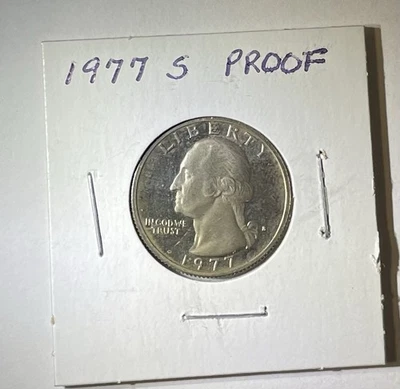 1977 S PROOF
LIBERTY
IN GOD WE
TRUST
S
1977